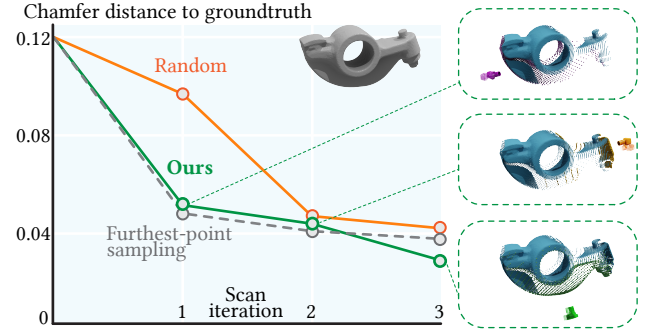 Chamfer distance to groundtruth
0.12
Random
0.08
Ours
Furthest-point
sampling
0.04
0
1
Scan
iteration
2
3